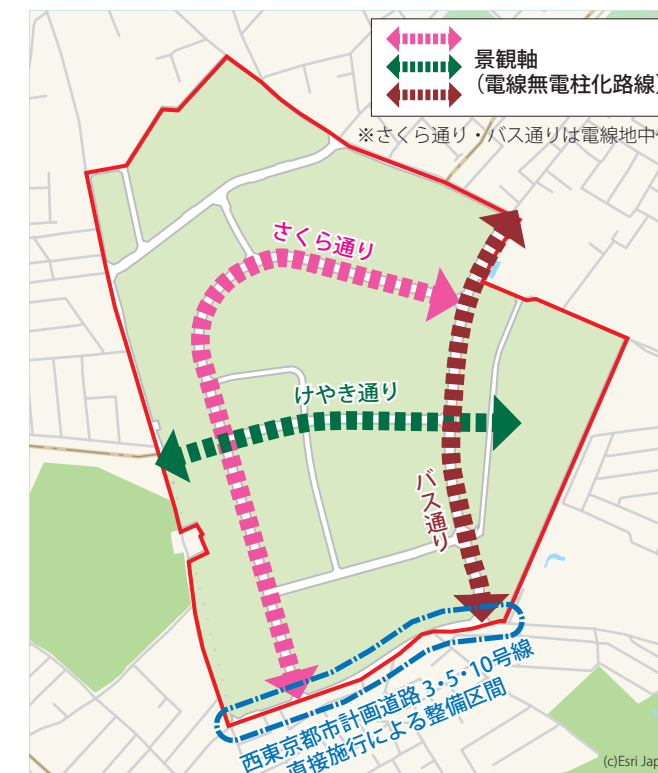 景観軸
(電線無電柱化路線)
※さくら通り・バス通りは電線地中
さくら通り
けやき通り
バス通り
西東京都市計画道路 3・5・10号線
直接施行による整備区間
(c)Esri Jap